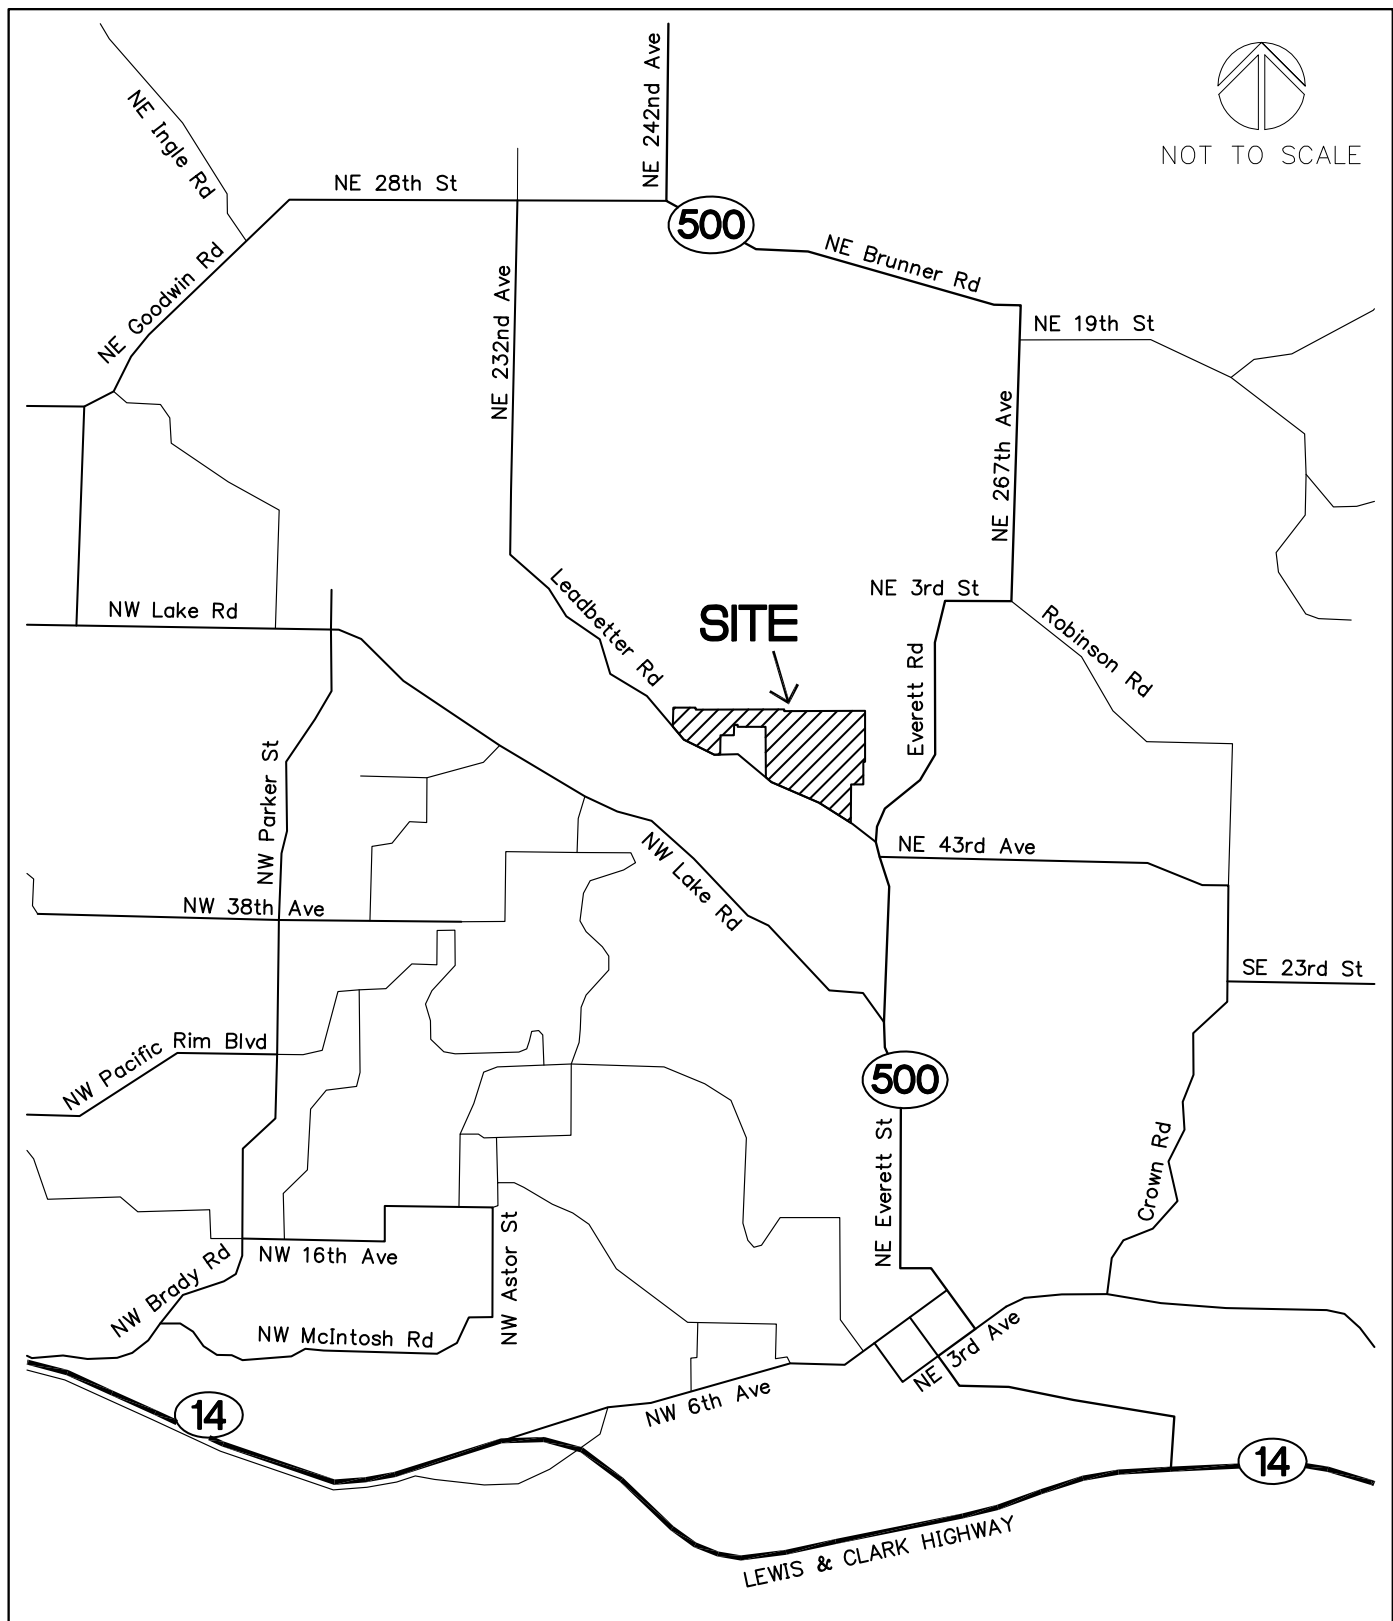 NE Ingle Rd
NE 28th St
NE 242nd Ave
NOT TO SCALE
500
NE Goodwin Rd
NE 232nd Ave
NE Brunner Rd
NE 19th St
NE 267th Ave
NW Lake Rd
Leadbetter Rd
SITE
NE 3rd St
Robinson Rd
Everett Rd
NW Parker St
NW Lake Rd
NE 43rd Ave
NW 38th Ave
SE 23rd St
NW Pacific Rim Blvd
500
NE Everett St
Crown Rd
NW Brady Rd
NW 16th Ave
NW Astor St
NW McIntosh Rd
NE 3rd Ave
NW 6th Ave
14
14
LEWIS & CLARK HIGHWAY